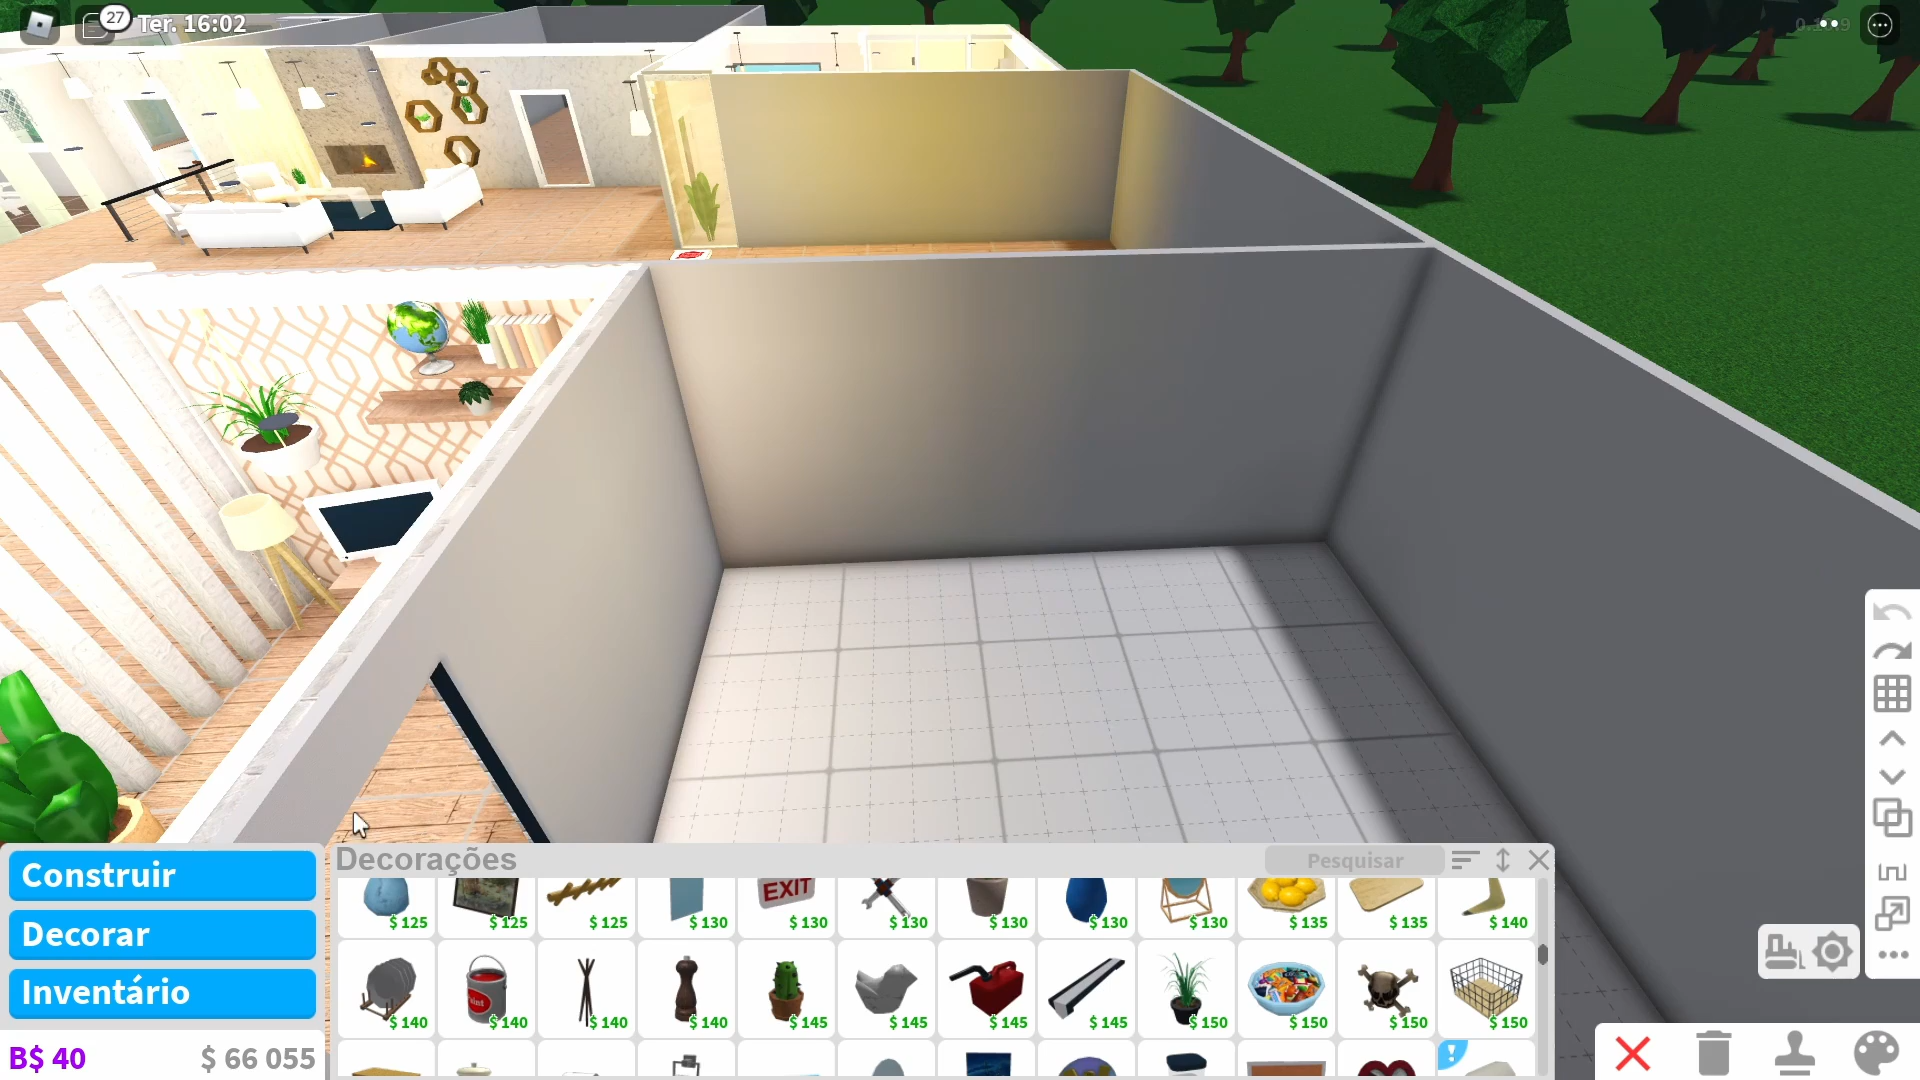 27
Ter. 16:02
Decorações
Pesquisar
Construir
Decorar
Inventário
B$ 40
$ 66 055
$ 125
$ 125
$ 125
$ 130
EXIT
$ 130
$ 130
$ 130
$ 130
$ 130
$ 135
$ 135
$ 140
$ 140
Paint
$ 140
$ 140
$ 140
$ 145
$ 145
$ 145
$ 145
$ 150
$ 150
$ 150
$ 150